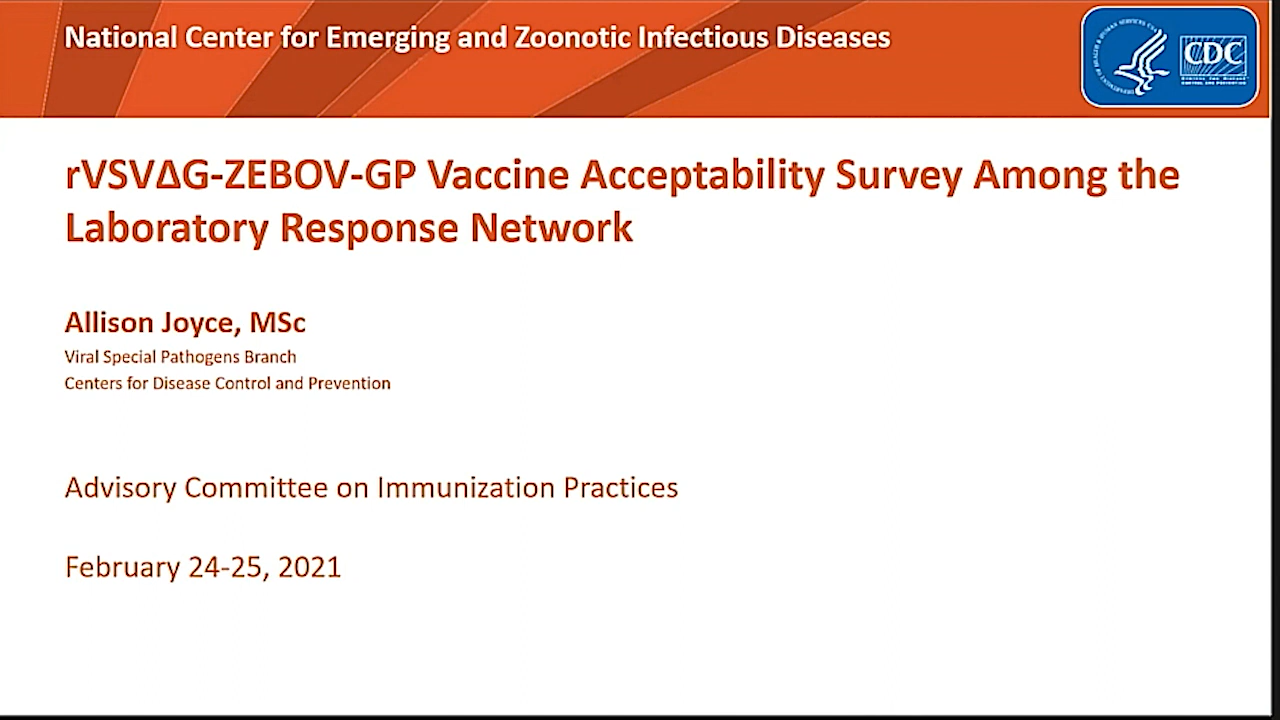 National Center for Emerging and Zoonotic Infectious Diseases
CDC
rVSVΔG-ZEBOV-GP Vaccine Acceptability Survey Among the
Laboratory Response Network
Allison Joyce, MSc
Viral Special Pathogens Branch
Centers for Disease Control and Prevention
Advisory Committee on Immunization Practices
February 24-25, 2021